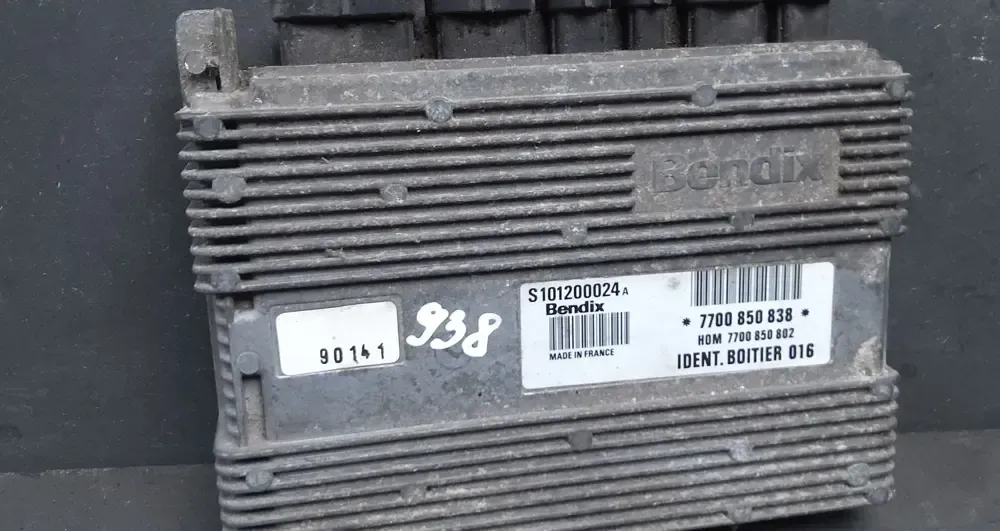 Bendix
S101200024 A
Bendix
MADE IN FRANCE
* 7700 850 838 *
HOM 7700 850 802
IDENT. BOITIER 016
90141
938